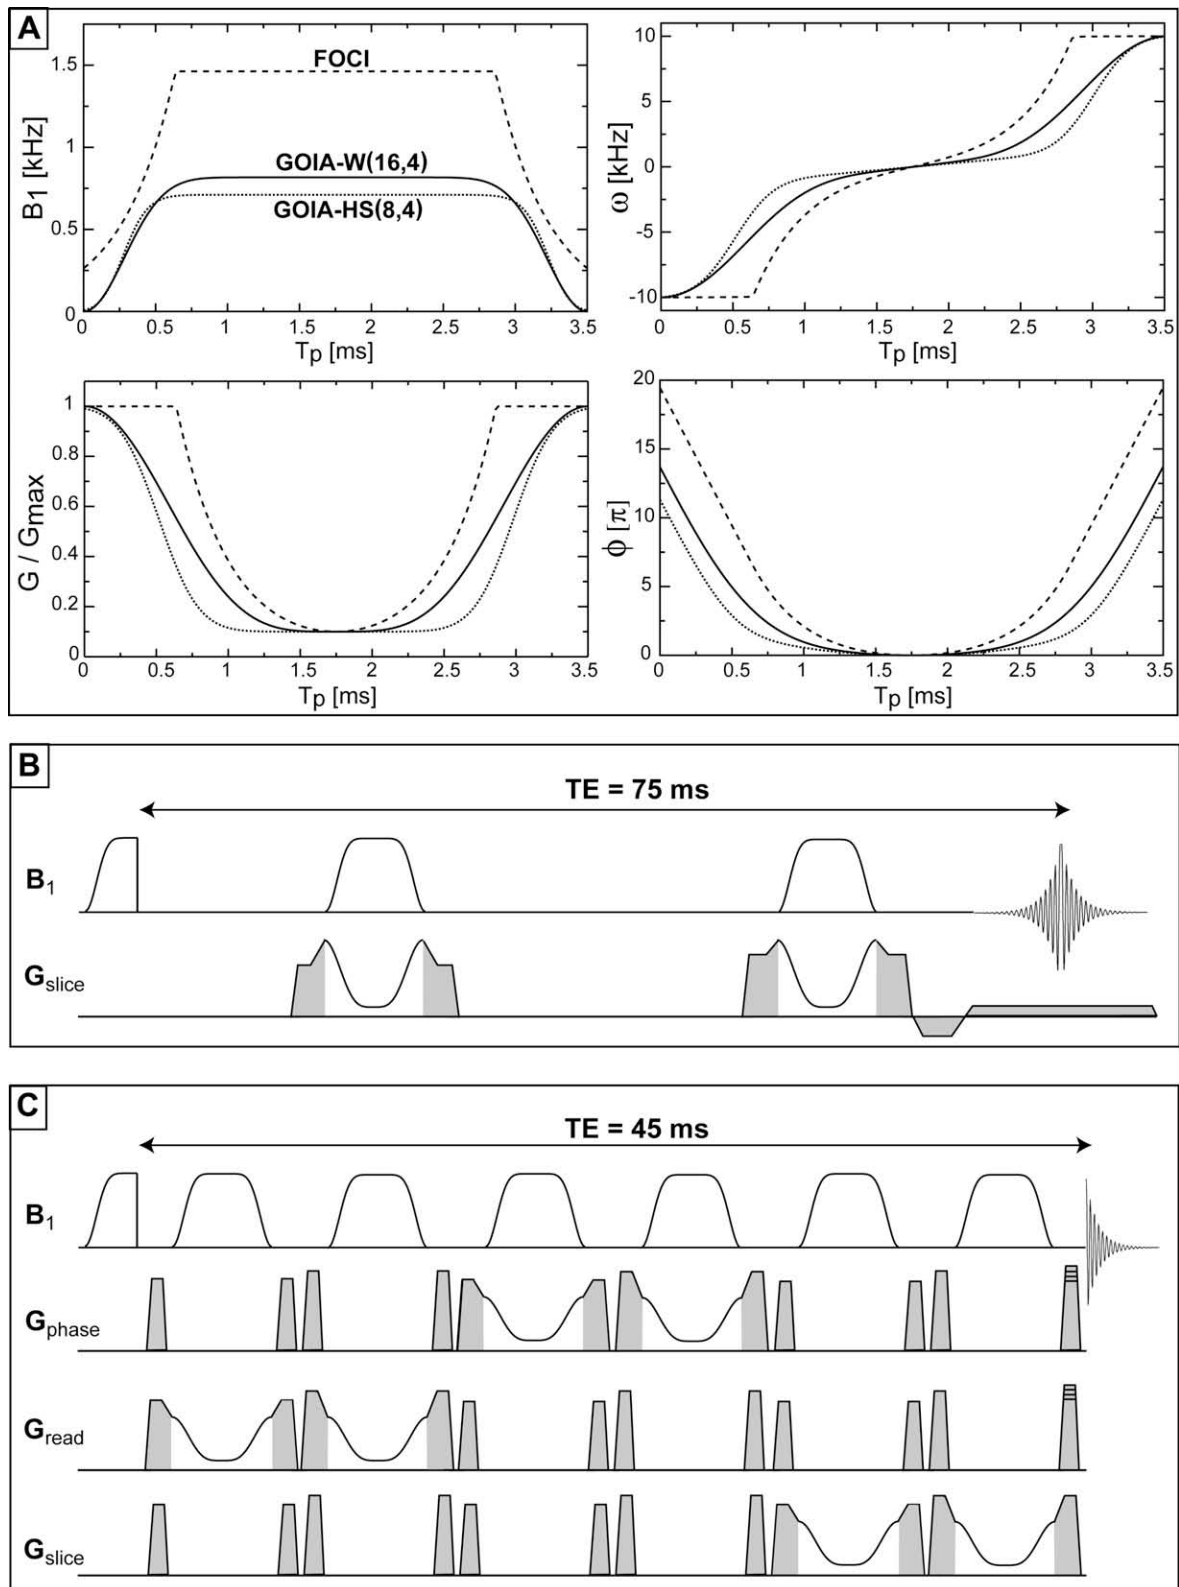 A
B1 [kHz]
1.5
1
0.5
0
FOCI
GOIA-W(16,4)
GOIA-HS(8,4)
0 0.5 1 1.5 2 2.5 3 3.5
Tp [ms]
ω [kHz]
10
5
0
-5
-10
0 0.5 1 1.5 2 2.5 3 3.5
Tp [ms]
G / Gmax
1
0.8
0.6
0.4
0.2
0
0 0.5 1 1.5 2 2.5 3 3.5
Tp [ms]
ϕ [π]
20
15
10
5
0
0 0.5 1 1.5 2 2.5 3 3.5
Tp [ms]
B
TE = 75 ms
B1
Gslice
C
TE = 45 ms
B1
Gphase
Gread
Gslice